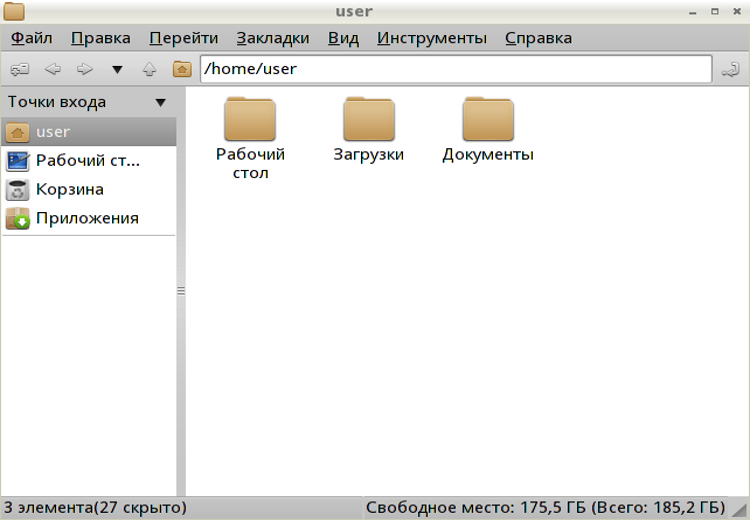 user
Файл Правка Перейти Закладки Вид Инструменты Справка
/home/user
Точки входа
user
Рабочий ст...
Корзина
Приложения
Рабочий стол
Загрузки
Документы
3 элемента(27 скрыто)
Свободное место: 175,5 ГБ (Всего: 185,2 ГБ)